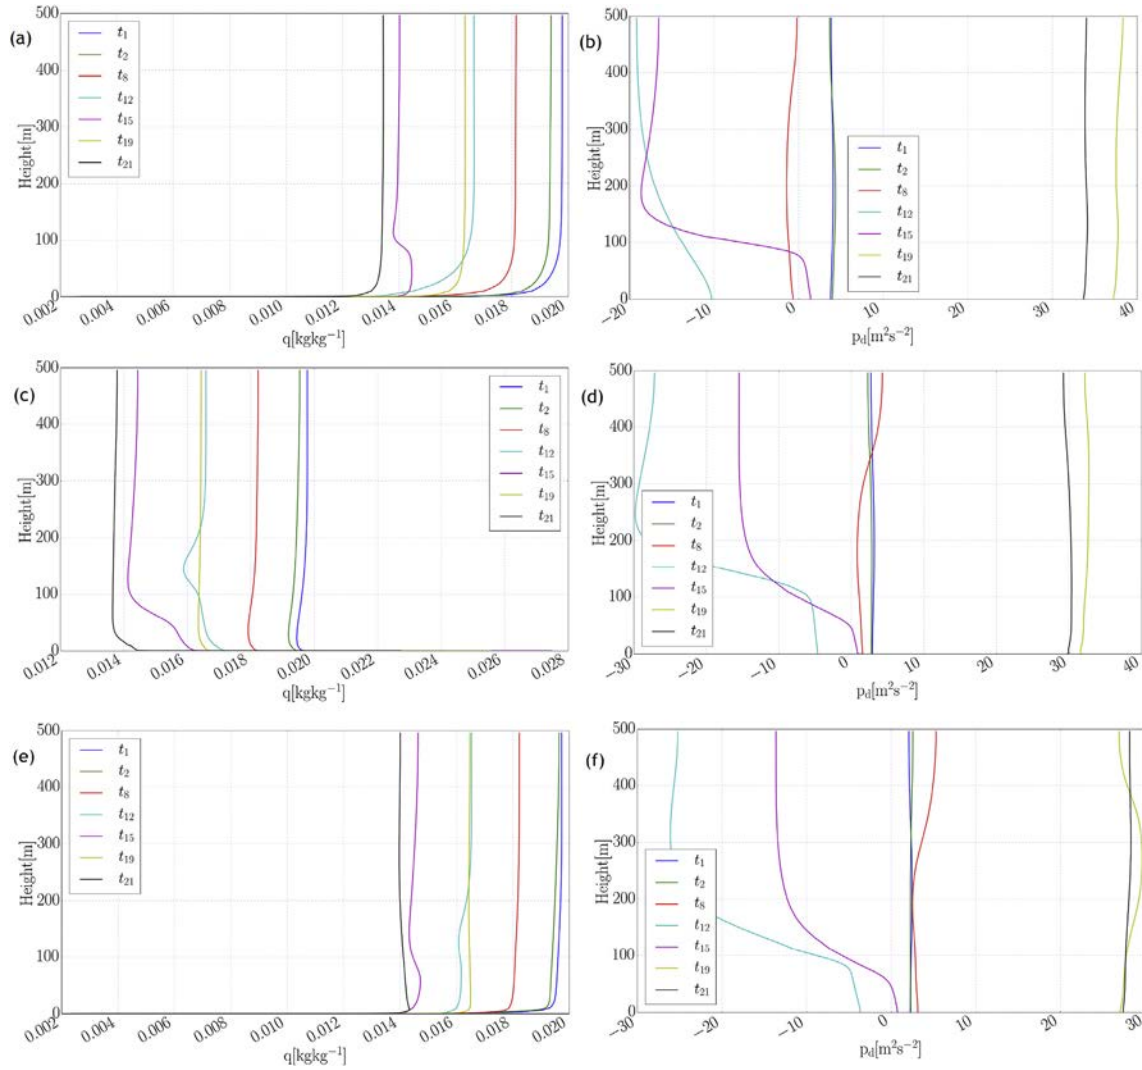 (a)
500
400
300
200
100
0
Height[m]
t1
t2
t8
t12
t15
t19
t21
0.002 0.004 0.006 0.008 0.010 0.012 0.014 0.016 0.018 0.020
q[kgkg⁻¹]
(b)
500
400
300
200
100
0
Height[m]
t1
t2
t8
t12
t15
t19
t21
−20 −10 0 10 20 30 40
p_d[m²s⁻²]
(c)
500
400
300
200
100
0
Height[m]
t1
t2
t8
t12
t15
t19
t21
0.012 0.014 0.016 0.018 0.020 0.022 0.024 0.026 0.028
q[kgkg⁻¹]
(d)
500
400
300
200
100
0
Height[m]
t1
t2
t8
t12
t15
t19
t21
−30 −20 −10 0 10 20 30 40
p_d[m²s⁻²]
(e)
500
400
300
200
100
0
Height[m]
t1
t2
t8
t12
t15
t19
t21
0.002 0.004 0.006 0.008 0.010 0.012 0.014 0.016 0.018 0.020
q[kgkg⁻¹]
(f)
500
400
300
200
100
0
Height[m]
t1
t2
t8
t12
t15
t19
t21
−30 −20 −10 0 10 20 30
p_d[m²s⁻²]